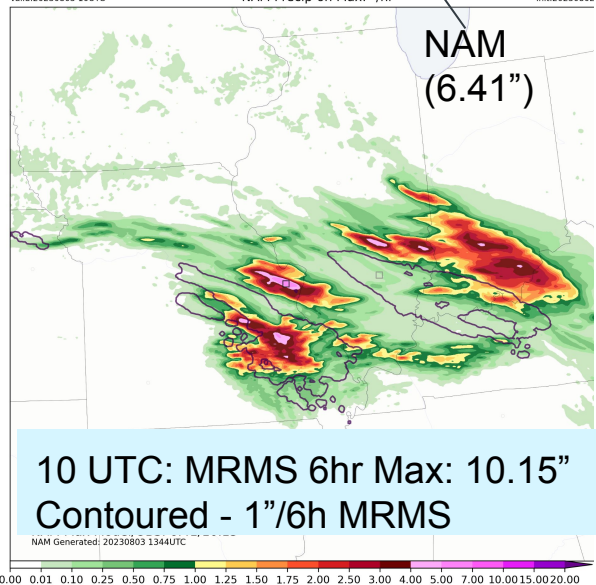 NAM
(6.41”)
10 UTC: MRMS 6hr Max: 10.15”
Contoured - 1”/6h MRMS
NAM Generated: 20230803 1344UTC
0.00 0.01 0.10 0.25 0.50 0.75 1.00 1.25 1.50 1.75 2.00 2.50 3.00 4.00 5.00 7.00 10.00 15.00 20.00